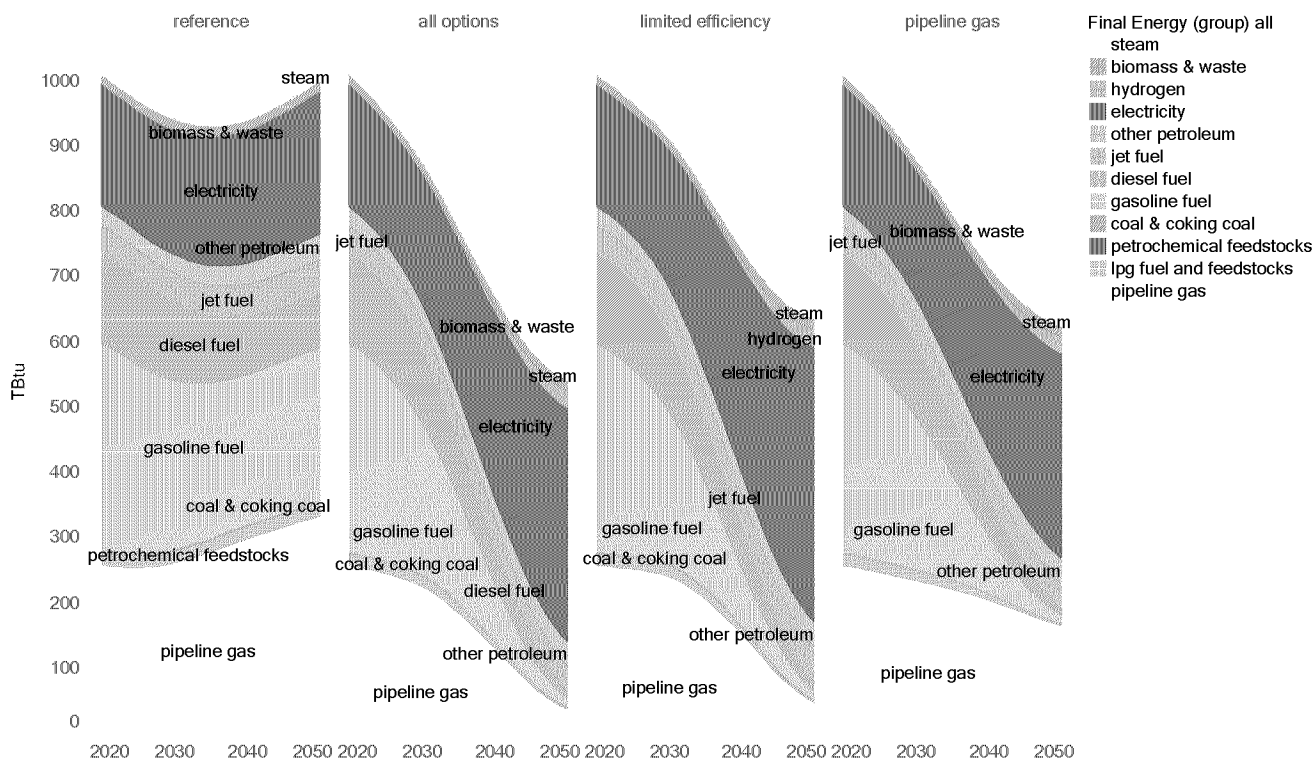 reference
all options
limited efficiency
pipeline gas
Final Energy (group) all
steam
biomass & waste
hydrogen
electricity
other petroleum
jet fuel
diesel fuel
gasoline fuel
coal & coking coal
petrochemical feedstocks
lpg fuel and feedstocks
pipeline gas
TBtu
1000
900
800
700
600
500
400
300
200
100
0
steam
biomass & waste
electricity
other petroleum
jet fuel
diesel fuel
gasoline fuel
coal & coking coal
petrochemical feedstocks
pipeline gas
jet fuel
biomass & waste
steam
electricity
gasoline fuel
coal & coking coal
diesel fuel
other petroleum
pipeline gas
steam
hydrogen
electricity
jet fuel
gasoline fuel
coal & coking coal
other petroleum
pipeline gas
biomass & waste
jet fuel
steam
electricity
gasoline fuel
other petroleum
pipeline gas
2020 2030 2040 2050
2020 2030 2040 2050
2020 2030 2040 2050
2020 2030 2040 2050